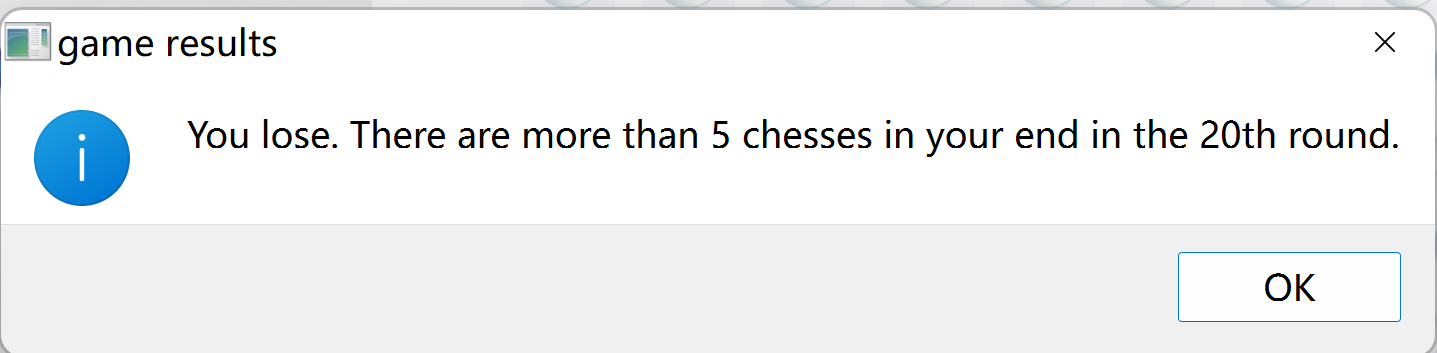 game results
You lose. There are more than 5 chesses in your end in the 20th round.
OK